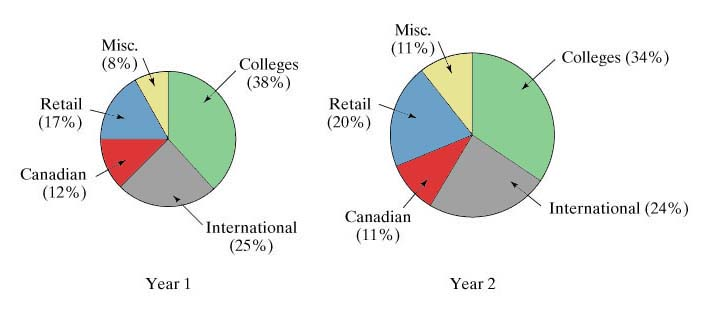 Misc.
(8%)
Colleges
(38%)
Retail
(17%)
Canadian
(12%)
International
(25%)
Year 1
Misc.
(11%)
Colleges (34%)
Retail
(20%)
Canadian
(11%)
International (24%)
Year 2